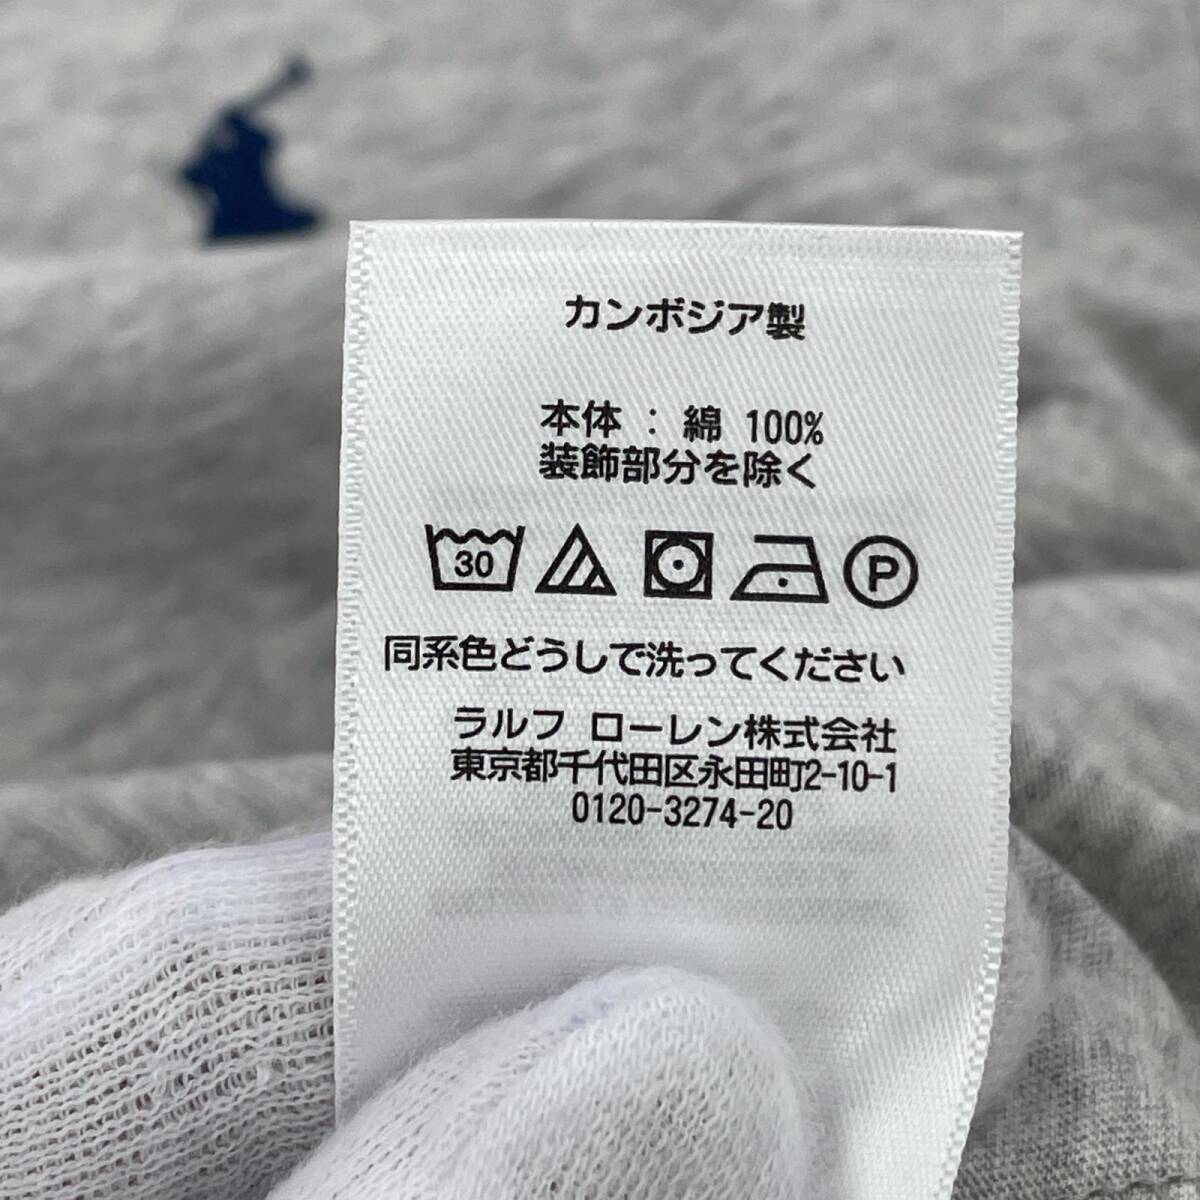 カンボジア製
本体 : 綿 100%
装飾部分を除く
30 P
同系色どうしで洗ってください
ラルフ ローレン株式会社
東京都千代田区永田町2-10-1
0120-3274-20